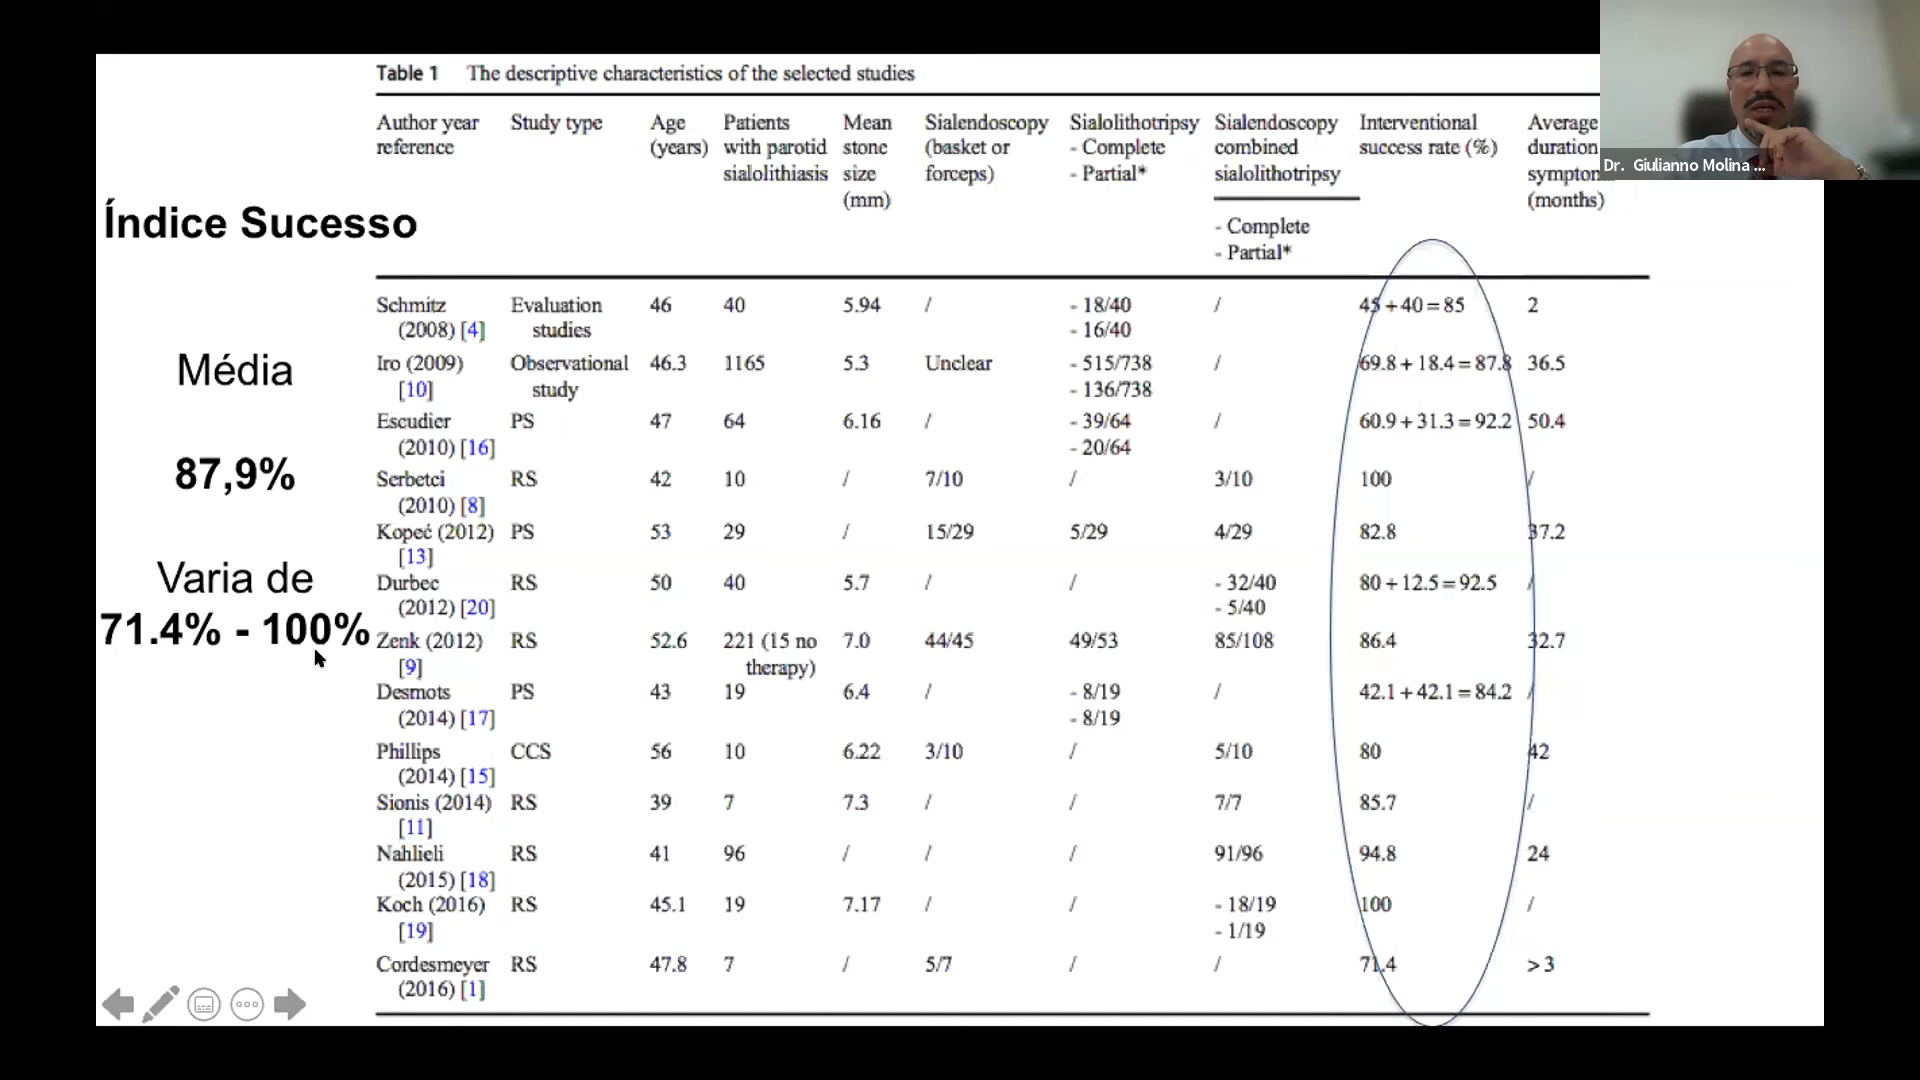 Table 1 The descriptive characteristics of the selected studies
Author year reference
Study type
Age (years)
Patients with parotid sialolithiasis
Mean stone size (mm)
Sialendoscopy (basket or forceps)
Sialolithotripsy - Complete - Partial*
Sialendoscopy combined sialolithotripsy
- Complete - Partial*
Interventional success rate (%)
Average duration (months)
Dr. Giulianno Molina ...
Índice Sucesso
Média
87,9%
Varia de
71.4% - 100%
Schmitz Evaluation 46 40 5.94 / - 18/40 / 45 + 40 = 85 2
(2008) [4] studies - 16/40
Iro (2009) Observational 46.3 1165 5.3 Unclear - 515/738 / 69.8 + 18.4 = 87.8 36.5
[10] study - 136/738
Escudier PS 47 64 6.16 / - 39/64 / 60.9 + 31.3 = 92.2 50.4
(2010) [16] - 20/64
Serbetci RS 42 10 / 7/10 / 3/10 100 /
(2010) [8]
Kopeć (2012) PS 53 29 / 15/29 5/29 4/29 82.8 37.2
[13]
Durbec RS 50 40 5.7 / / - 32/40 80 + 12.5 = 92.5 /
(2012) [20] - 5/40
Zenk (2012) RS 52.6 221 (15 no 7.0 44/45 49/53 85/108 86.4 32.7
[9] therapy)
Desmots PS 43 19 6.4 / - 8/19 / 42.1 + 42.1 = 84.2 /
(2014) [17] - 8/19
Phillips CCS 56 10 6.22 3/10 / 5/10 80 42
(2014) [15]
Sionis (2014) RS 39 7 7.3 / / 7/7 85.7 /
[11]
Nahlieli RS 41 96 / / / 91/96 94.8 24
(2015) [18]
Koch (2016) RS 45.1 19 7.17 / / - 18/19 100 /
[19] - 1/19
Cordesmeyer RS 47.8 7 / 5/7 / / 71.4 > 3
(2016) [1]